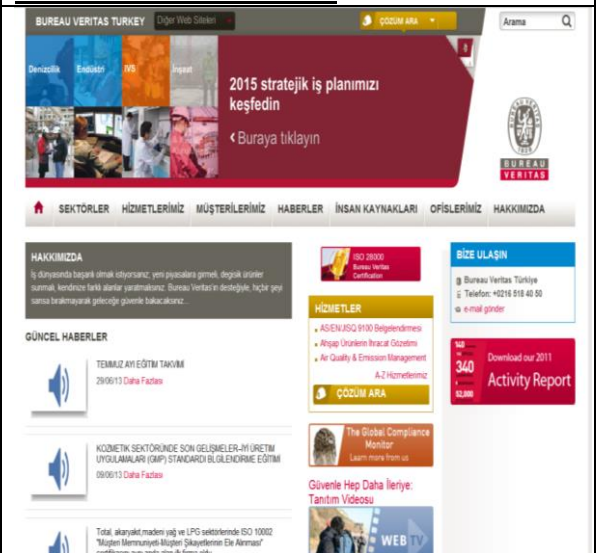 BUREAU VERITAS TURKEY
Diğer Web Siteleri
ÇÖZÜM ARA
Arama
Denizcilik
Endüstri
IVS
İnşaat
2015 stratejik iş planımızı
keşfedin
Buraya tıklayın
BUREAU
VERITAS
SEKTÖRLER
HİZMETLERİMİZ
MÜŞTERİLERİMİZ
HABERLER
İNSAN KAYNAKLARI
OFİSLERİMİZ
HAKKIMIZDA
HAKKIMIZDA
İş dünyasında başarılı olmak istiyorsanız; yeni piyasalara girmeli, değişik ürünler
sunmalı, kendinize farklı alanlar yaratmalısınız. Bureau Veritas'ın desteğiyle, hiçbir şeyi
şansa bırakmayarak geleceğe güvenle bakacaksınız...
GÜNCEL HABERLER
TEMMUZ AYI EĞİTİM TAKVİMİ
29/06/13 Daha Fazlası
KOZMETİK SEKTÖRÜNDE SON GELİŞMELER-İYİ ÜRETİM
UYGULAMALARI (GMP) STANDARDI BİLGİLENDİRME EĞİTİMİ
09/06/13 Daha Fazlası
Total, akaryakıt,madeni yağ ve LPG sektörlerinde ISO 10002
"Müşteri Memnuniyeti-Müşteri Şikayetlerinin Ele Alınması"
ISO 28000
Bureau Veritas
Certification
HİZMETLER
AS/EN/JISQ 9100 Belgelendirmesi
Ahşap Ürünlerin İhracat Gözetimi
Air Quality & Emission Management
A-Z Hizmetlerimiz
ÇÖZÜM ARA
The Global Compliance
Monitor
Learn more from us
Güvenle Hep Daha İleriye:
Tanıtım Videosu
WEB TV
BİZE ULAŞIN
Bureau Veritas Türkiye
Telefon: +0216 518 40 50
e-mail gönder
140
340
52,000
Download our 2011
Activity Report